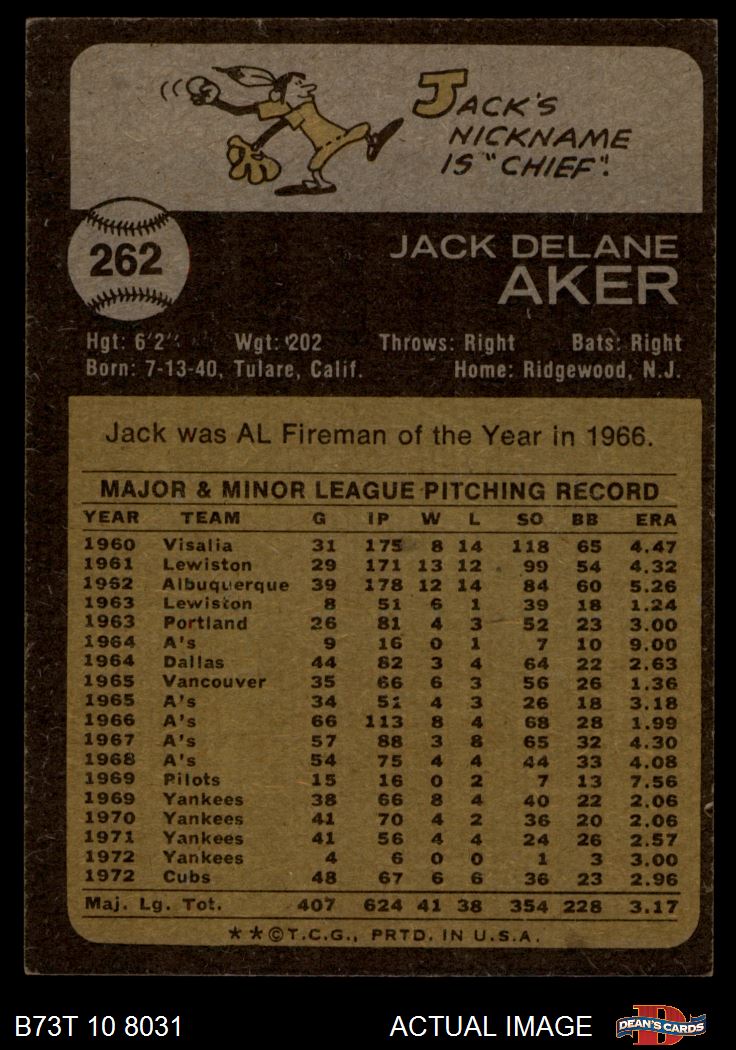 JACK'S
NICKNAME
IS "CHIEF".
262
JACK DELANE
AKER
Hgt: 6'2" Wgt: 202 Throws: Right Bats: Right
Born: 7-13-40, Tulare, Calif. Home: Ridgewood, N.J.
Jack was AL Fireman of the Year in 1966.
MAJOR & MINOR LEAGUE PITCHING RECORD
YEAR TEAM G IP W L SO BB ERA
1960 Visalia 31 175 8 14 118 65 4.47
1961 Lewiston 29 171 13 12 99 54 4.32
1962 Albuquerque 39 178 12 14 84 60 5.26
1963 Lewiston 8 51 6 1 39 18 1.24
1963 Portland 26 81 4 3 52 23 3.00
1964 A's 9 16 0 1 7 10 9.00
1964 Dallas 44 82 3 4 64 22 2.63
1965 Vancouver 35 66 6 3 56 26 1.36
1965 A's 34 51 4 3 26 18 3.18
1966 A's 66 113 8 4 68 28 1.99
1967 A's 57 88 3 8 65 32 4.30
1968 A's 54 75 4 4 44 33 4.08
1969 Pilots 15 16 0 2 7 13 7.56
1969 Yankees 38 66 8 4 40 22 2.06
1970 Yankees 41 70 4 2 36 20 2.06
1971 Yankees 41 56 4 4 24 26 2.57
1972 Yankees 4 6 0 0 1 3 3.00
1972 Cubs 48 67 6 6 36 23 2.96
Maj. Lg. Tot. 407 624 41 38 354 228 3.17
**©T.C.G., PRTD. IN U.S.A.
B73T 10 8031 ACTUAL IMAGE
D
DEAN'S CARDS